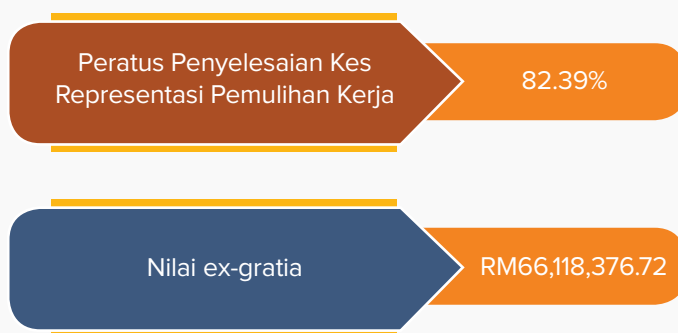 Peratus Penyelesaian Kes
Representasi Pemulihan Kerja
82.39%
Nilai ex-gratia
RM66,118,376.72